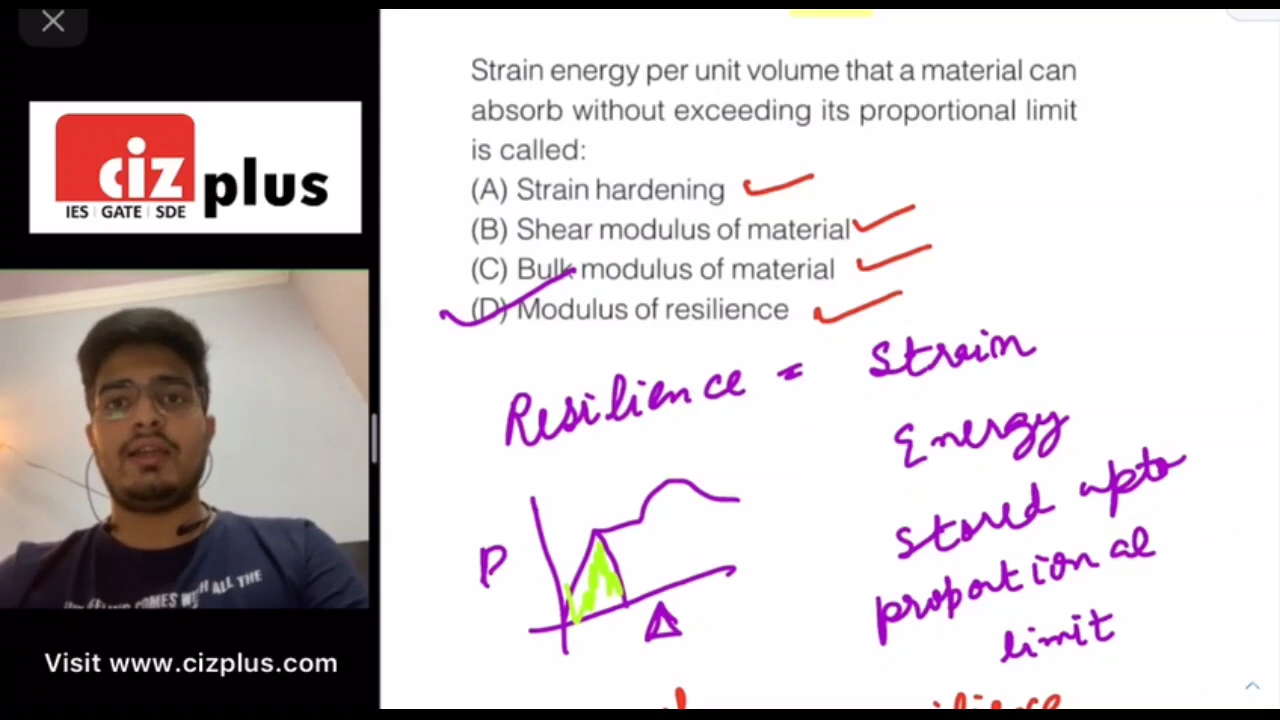 ciz plus
IES | GATE | SDE
Visit www.cizplus.com
Strain energy per unit volume that a material can
absorb without exceeding its proportional limit
is called:
(A) Strain hardening
(B) Shear modulus of material
(C) Bulk modulus of material
(D) Modulus of resilience
Resilience = Strain
Energy
stored upto
proportional
limit
P
Δ